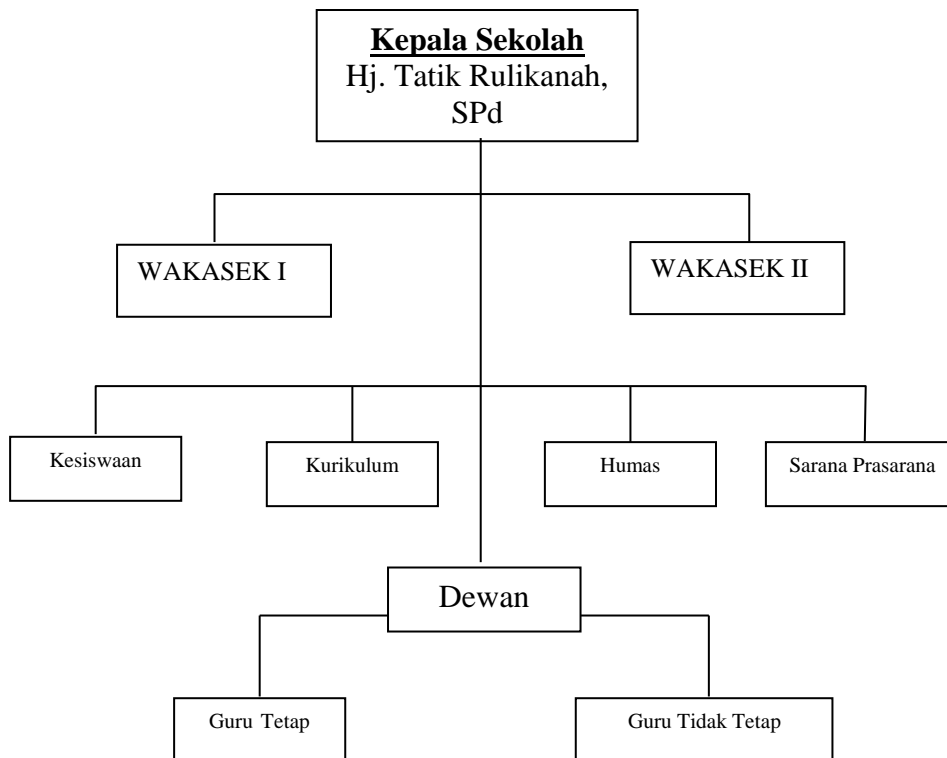 Kepala Sekolah
Hj. Tatik Rulikanah,
SPd
WAKASEK I
WAKASEK II
Kesiswaan
Kurikulum
Humas
Sarana Prasarana
Dewan
Guru Tetap
Guru Tidak Tetap